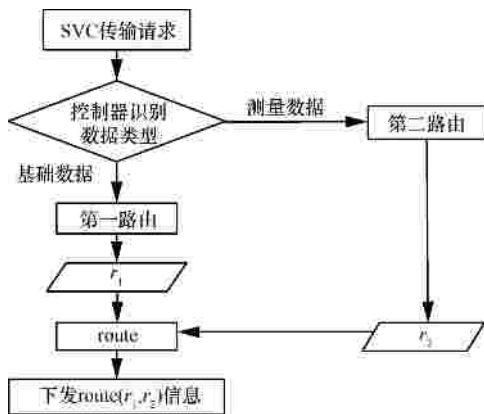 SVC传输请求
控制器识别
数据类型
测量数据
第二路由
基础数据
第一路由
r1
route
r2
下发route(r1,r2)信息